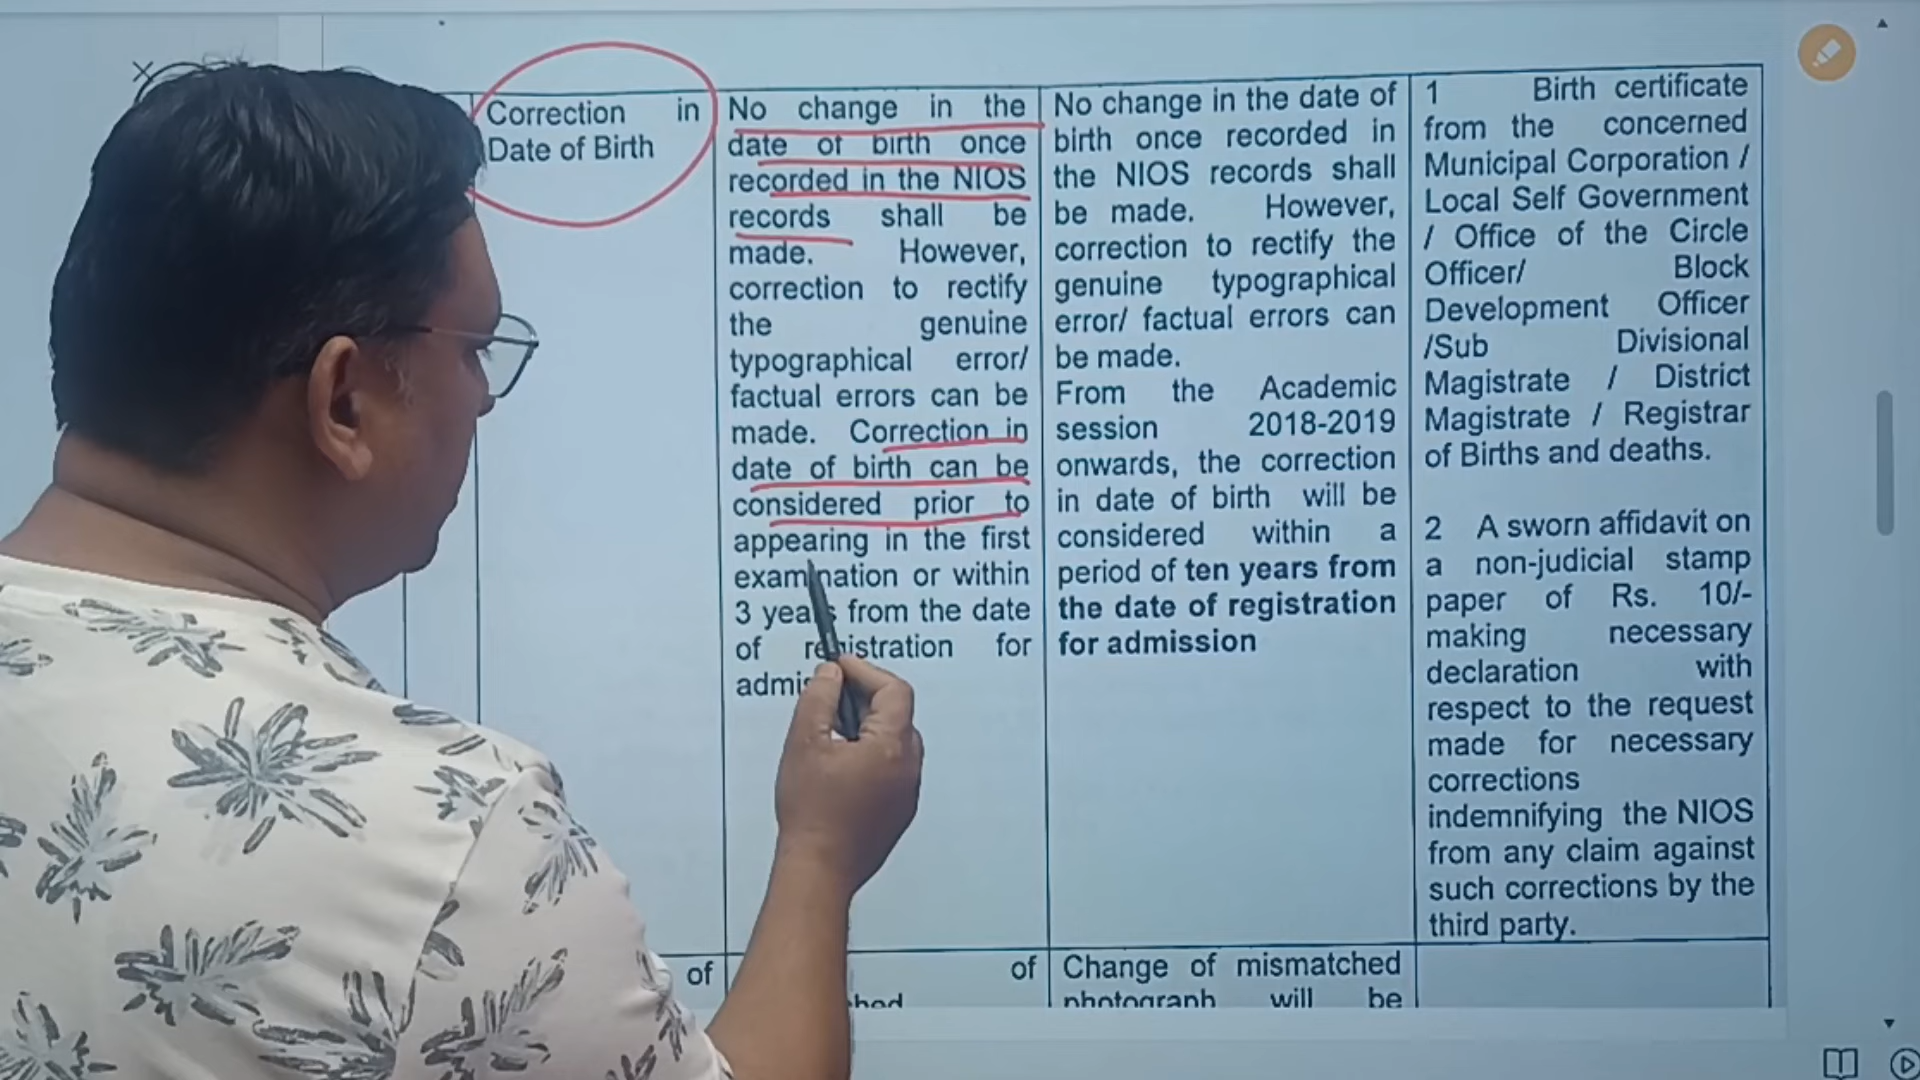 Correction in
Date of Birth
No change in the
date of birth once
recorded in the NIOS
records shall be
made. However,
correction to rectify
the genuine
typographical error/
factual errors can be
made. Correction in
date of birth can be
considered prior to
appearing in the first
examination or within
3 years from the date
of registration for
No change in the date of
birth once recorded in
the NIOS records shall
be made. However,
correction to rectify the
genuine typographical
error/ factual errors can
be made.
From the Academic
session 2018-2019
onwards, the correction
in date of birth will be
considered within a
period of ten years from
the date of registration
for admission
1 Birth certificate
from the concerned
Municipal Corporation /
Local Self Government
/ Office of the Circle
Officer/ Block
Development Officer
/Sub Divisional
Magistrate / District
Magistrate / Registrar
of Births and deaths.
2 A sworn affidavit on
a non-judicial stamp
paper of Rs. 10/-
making necessary
declaration with
respect to the request
made for necessary
corrections
indemnifying the NIOS
from any claim against
such corrections by the
third party.
of
of
Change of mismatched
photograph will be